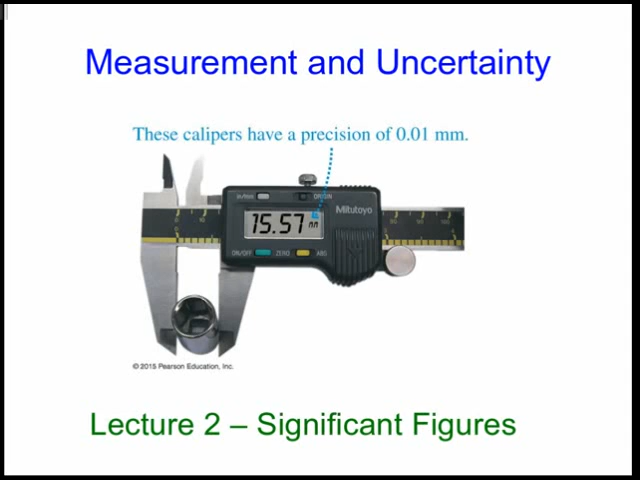 Measurement and Uncertainty
These calipers have a precision of 0.01 mm.
ORIGIN
15.57 mm
Mitutoyo
ON/OFF ZERO ABS
© 2015 Pearson Education, Inc.
Lecture 2 – Significant Figures